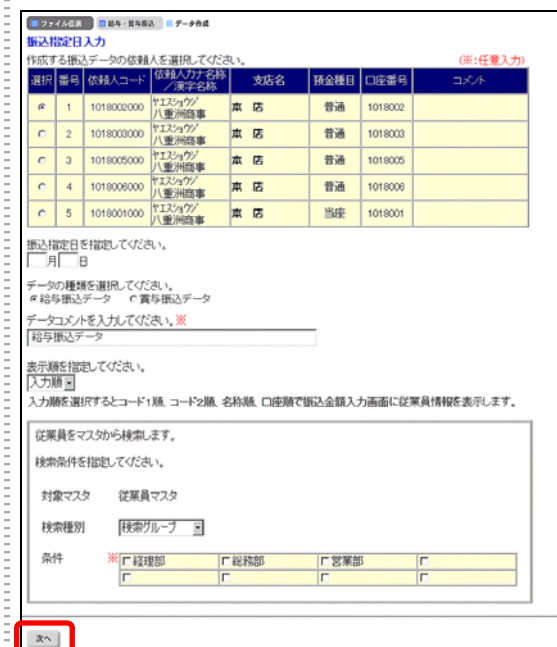 ファイル伝送 給与・賞与振込 データ作成
振込指定日入力
作成する振込データの依頼人を選択してください。 (※:任意入力)
選択 番号 依頼人コード 依頼人カナ名称／漢字名称 支店名 預金種目 口座番号 コメント
1 1018002000 ヤエスショウジ 八重洲商事 本 店 普通 1018002
2 1018003000 ヤエスショウジ 八重洲商事 本 店 普通 1018003
3 1018005000 ヤエスショウジ 八重洲商事 本 店 普通 1018005
4 1018006000 ヤエスショウジ 八重洲商事 本 店 普通 1018006
5 1018001000 ヤエスショウジ 八重洲商事 本 店 当座 1018001
振込指定日を指定してください。
月 日
データの種類を選択してください。
給与振込データ 賞与振込データ
データコメントを入力してください。※
給与振込データ
表示順を指定してください。
入力順
入力順を選択するとコード1順、コード2順、名称順、口座順で振込金額入力画面に従業員情報を表示します。
従業員をマスタから検索します。
検索条件を指定してください。
対象マスタ 従業員マスタ
検索種別 検索グループ
条件 ※ 経理部 総務部 営業部
次へ